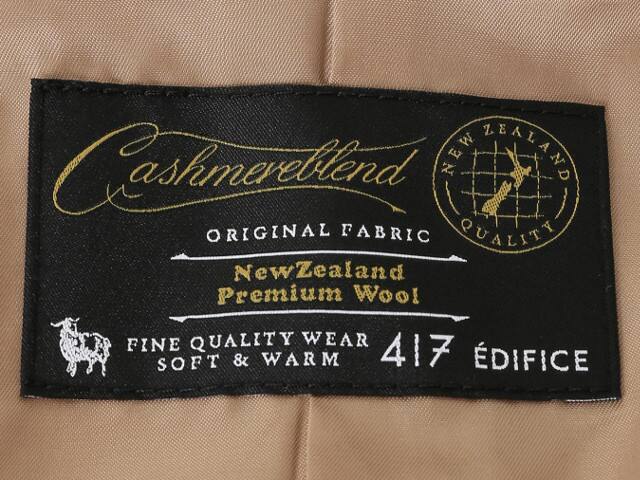 Cashmereblend
NEW ZEALAND
QUALITY
ORIGINAL FABRIC
NewZealand
Premium Wool
FINE QUALITY WEAR
SOFT & WARM
417 ÉDIFICE